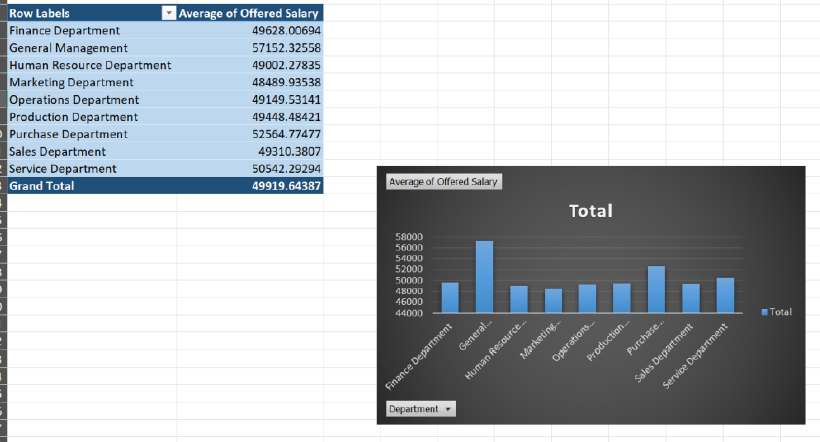 Row Labels Average of Offered Salary
Finance Department 49628.00694
General Management 57152.32558
Human Resource Department 49002.27835
Marketing Department 48489.93538
Operations Department 49149.53141
Production Department 49448.48421
Purchase Department 52564.77477
Sales Department 49310.3807
Service Department 50542.29294
Grand Total 49919.64387
Average of Offered Salary
Total
58000
56000
54000
52000
50000
48000
46000
44000
Finance Department
General...
Human Resource...
Marketing...
Operations...
Production...
Purchase...
Sales Department
Service Department
Total
Department